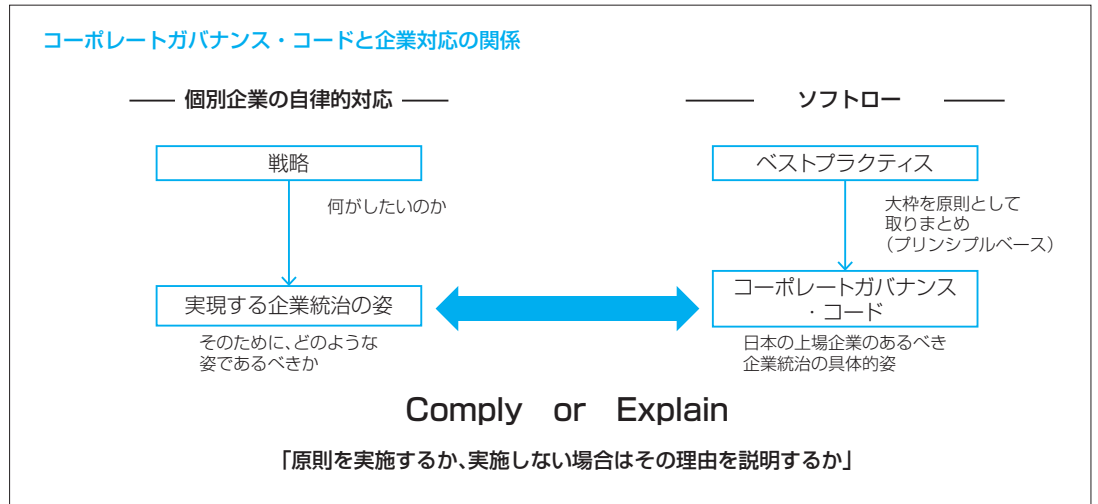 コーポレートガバナンス・コードと企業対応の関係
個別企業の自律的対応
戦略
何がしたいのか
実現する企業統治の姿
そのために、どのような
姿であるべきか
ソフトロー
ベストプラクティス
大枠を原則として
取りまとめ
（プリンシプルベース）
コーポレートガバナンス
・コード
日本の上場企業のあるべき
企業統治の具体的姿
Comply or Explain
「原則を実施するか、実施しない場合はその理由を説明するか」